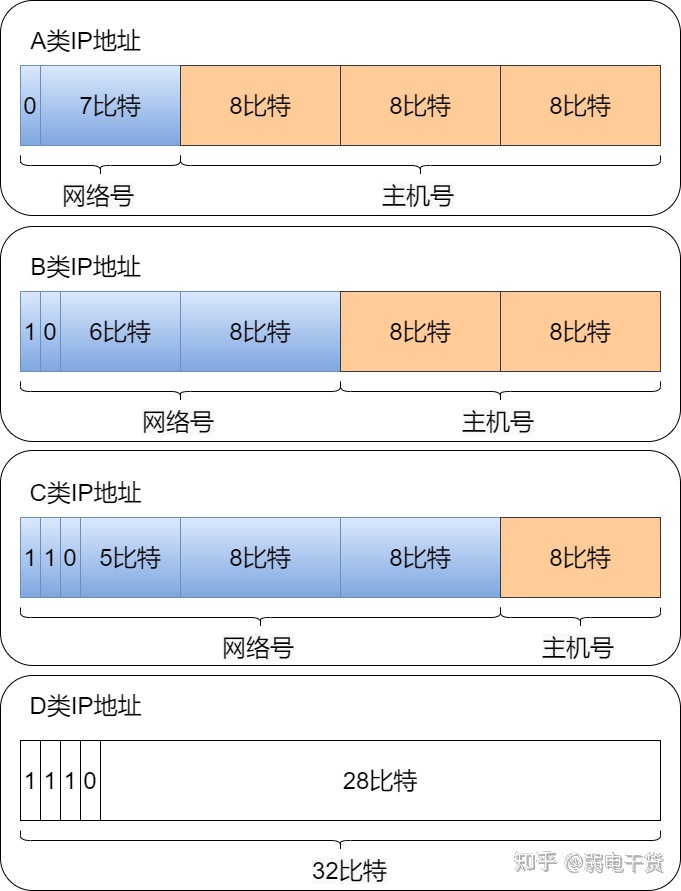 A类IP地址
0 7比特 8比特 8比特 8比特
网络号 主机号
B类IP地址
1 0 6比特 8比特 8比特 8比特
网络号 主机号
C类IP地址
1 1 0 5比特 8比特 8比特 8比特
网络号 主机号
D类IP地址
1 1 1 0 28比特
32比特
知乎 @弱电干货